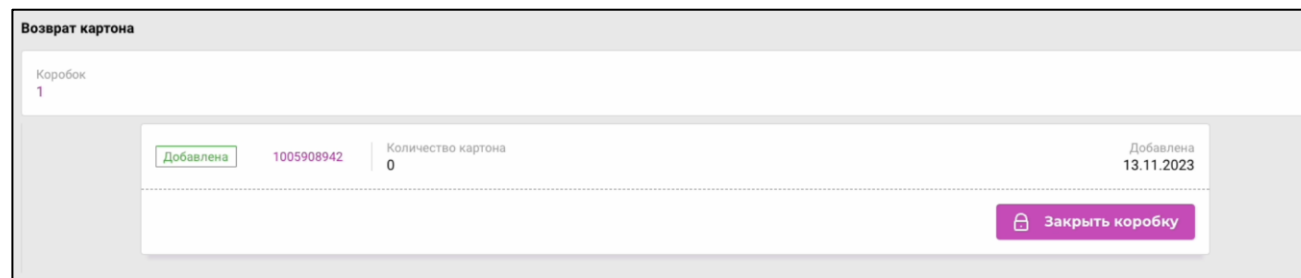 Возврат картона
Коробок
1
Добавлена 1005908942 Количество картона 0 Добавлена 13.11.2023
Закрыть коробку